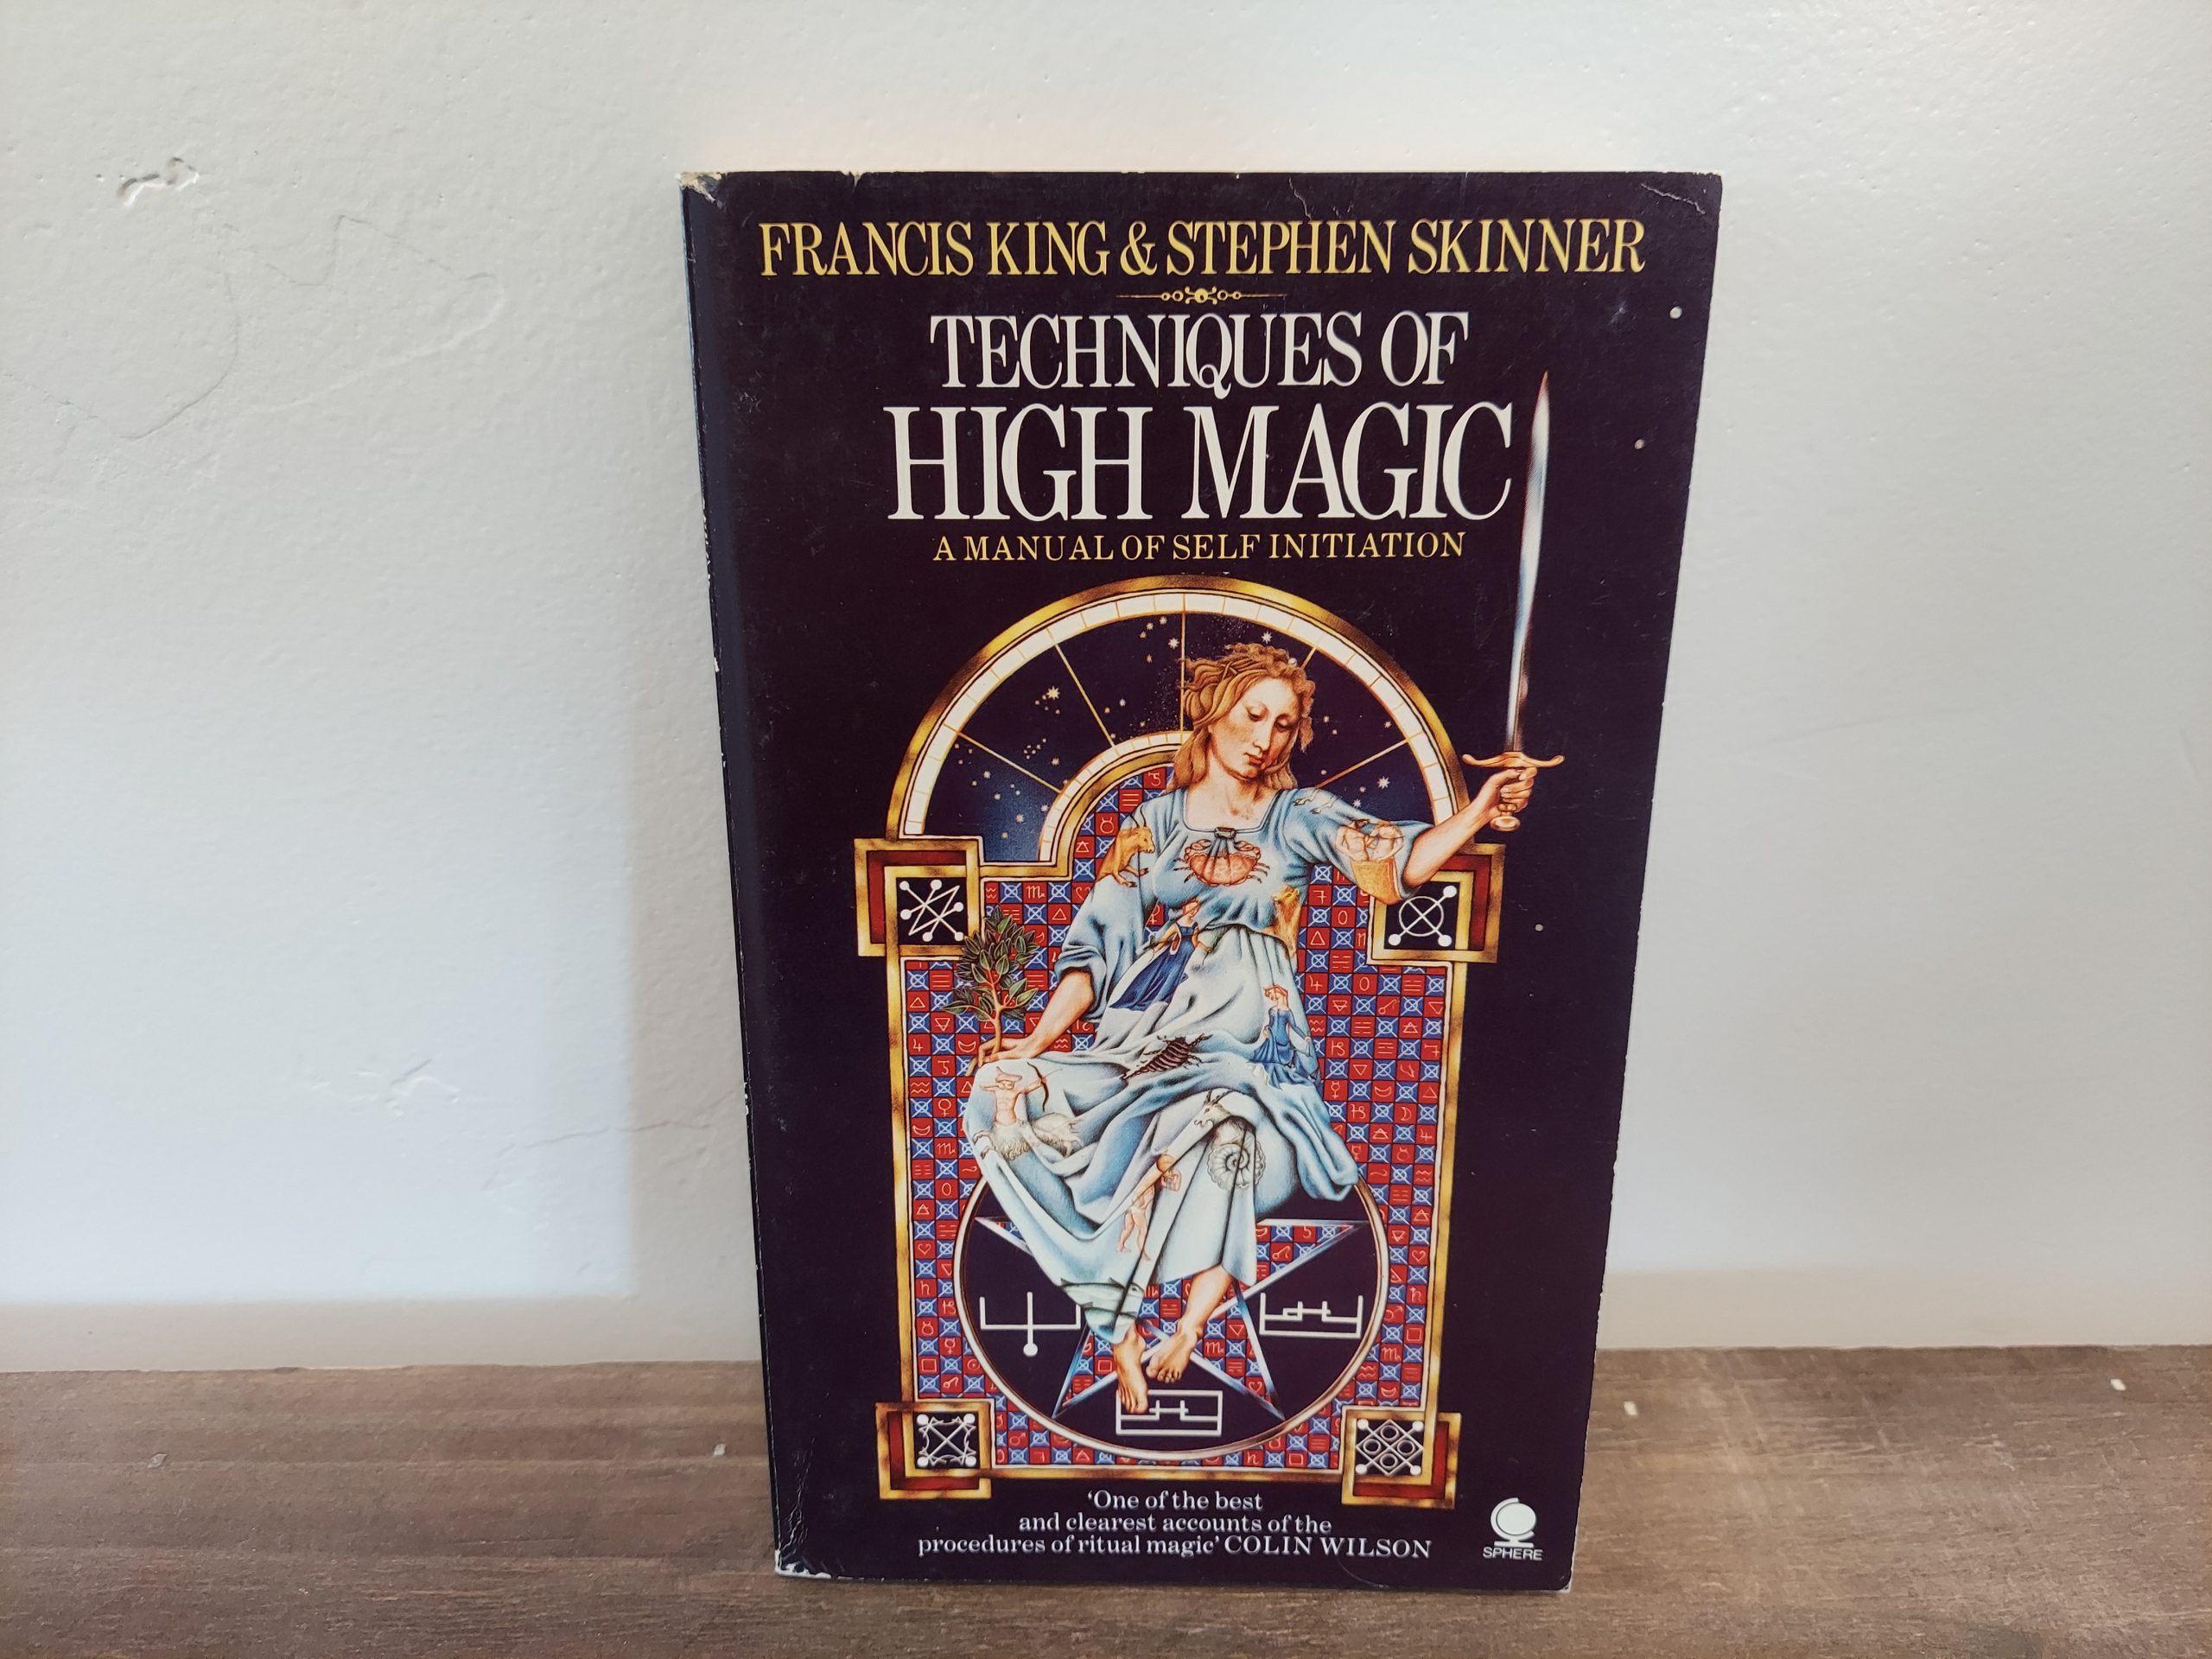 FRANCIS KING & STEPHEN SKINNER
TECHNIQUES OF
HIGH MAGIC
A MANUAL OF SELF INITIATION
‘One of the best
and clearest accounts of the
procedures of ritual magic’ COLIN WILSON
SPHERE